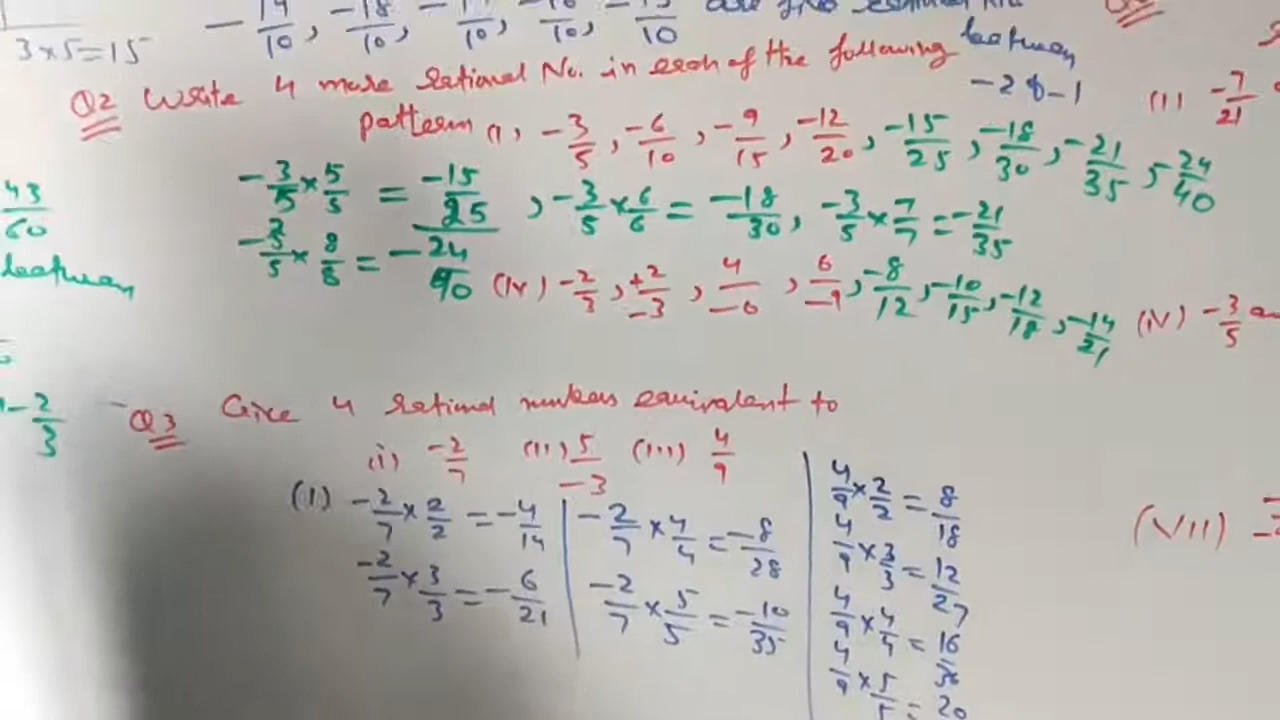 3×5=15 -14/10, -18/10, -17/10, -16/10, -15/10 are five rational
Q2 Write 4 more rational No. in each of the following between
-2 & -1
pattern (i) -3/5, -6/10, -9/15, -12/20, -15/25, -18/30, -21/35, -24/40
(i) -7/21
-3/5 × 5/5 = -15/25, -3/5 × 6/6 = -18/30, -3/5 × 7/7 = -21/35
43/60
-3/5 × 8/8 = -24/40
between
(iv) -2/3, +2/-3, 4/-6, 6/-9, -8/12, -10/15, -12/18, -14/21
(iv) -3/5
-2/3
Q3 Give 4 rational numbers equivalent to
(i) -2/7 (ii) 5/-3 (iii) 4/9
(i) -2/7 × 2/2 = -4/14
-2/7 × 3/3 = -6/21
-2/7 × 4/4 = -8/28
-2/7 × 5/5 = -10/35
4/9 × 2/2 = 8/18
4/9 × 3/3 = 12/27
4/9 × 4/4 = 16/36
4/9 × 5/5 = 20
(vii)